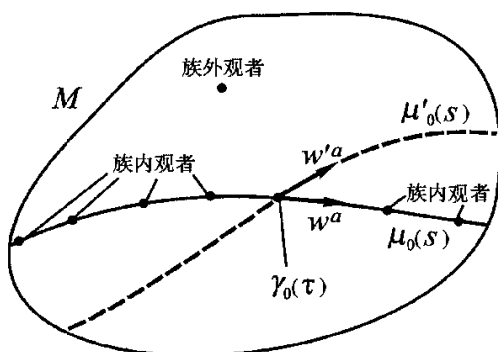 族外观者
M
μ′₀(s)
w′ᵃ
族内观者
族内观者
wᵃ
μ₀(s)
γ₀(τ)